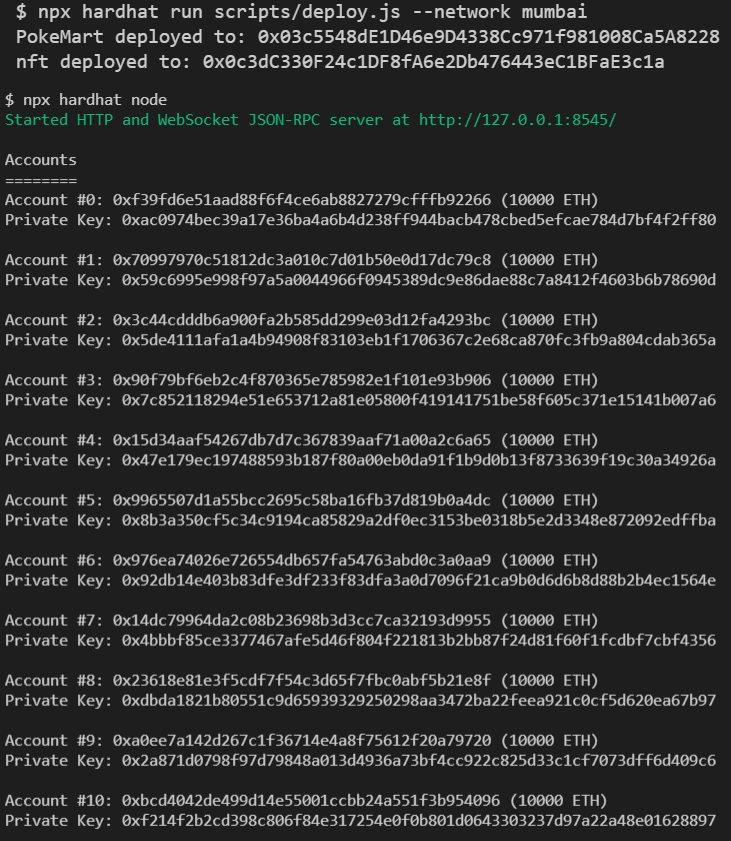 $ npx hardhat run scripts/deploy.js --network mumbai
PokeMart deployed to: 0x03c5548dE1D46e9D4338Cc971f981008Ca5A8228
nft deployed to: 0x0c3dC330F24c1DF8fA6e2Db476443eC1BFaE3c1a
$ npx hardhat node
Started HTTP and WebSocket JSON-RPC server at http://127.0.0.1:8545/
Accounts
========
Account #0: 0xf39fd6e51aad88f6f4ce6ab8827279cfffb92266 (10000 ETH)
Private Key: 0xac0974bec39a17e36ba4a6b4d238ff944bacb478cbed5efcae784d7bf4f2ff80
Account #1: 0x70997970c51812dc3a010c7d01b50e0d17dc79c8 (10000 ETH)
Private Key: 0x59c6995e998f97a5a0044966f0945389dc9e86dae88c7a8412f4603b6b78690d
Account #2: 0x3c44cdddb6a900fa2b585dd299e03d12fa4293bc (10000 ETH)
Private Key: 0x5de4111afa1a4b94908f83103eb1f1706367c2e68ca870fc3fb9a804cdab365a
Account #3: 0x90f79bf6eb2c4f870365e785982e1f101e93b906 (10000 ETH)
Private Key: 0x7c852118294e51e653712a81e05800f419141751be58f605c371e15141b007a6
Account #4: 0x15d34aaf54267db7d7c367839aaf71a00a2c6a65 (10000 ETH)
Private Key: 0x47e179ec197488593b187f80a00eb0da91f1b9d0b13f8733639f19c30a34926a
Account #5: 0x9965507d1a55bcc2695c58ba16fb37d819b0a4dc (10000 ETH)
Private Key: 0x8b3a350cf5c34c9194ca85829a2df0ec3153be0318b5e2d3348e872092edffba
Account #6: 0x976ea74026e726554db657fa54763abd0c3a0aa9 (10000 ETH)
Private Key: 0x92db14e403b83dfe3df233f83dfa3a0d7096f21ca9b0d6d6b8d88b2b4ec1564e
Account #7: 0x14dc79964da2c08b23698b3d3cc7ca32193d9955 (10000 ETH)
Private Key: 0x4bbbf85ce3377467afe5d46f804f221813b2bb87f24d81f60f1fcdbf7cbf4356
Account #8: 0x23618e81e3f5cdf7f54c3d65f7fbc0abf5b21e8f (10000 ETH)
Private Key: 0xdbda1821b80551c9d65939329250298aa3472ba22feea921c0cf5d620ea67b97
Account #9: 0xa0ee7a142d267c1f36714e4a8f75612f20a79720 (10000 ETH)
Private Key: 0x2a871d0798f97d79848a013d4936a73bf4cc922c825d33c1cf7073dff6d409c6
Account #10: 0xbcd4042de499d14e55001ccbb24a551f3b954096 (10000 ETH)
Private Key: 0xf214f2b2cd398c806f84e317254e0f0b801d0643303237d97a22a48e01628897